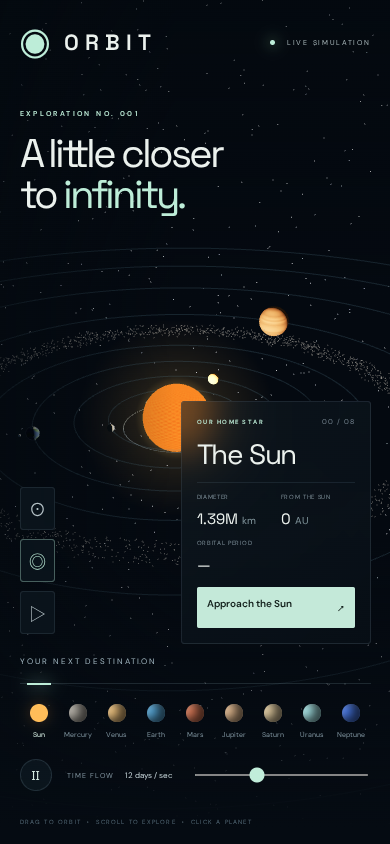 ORBIT
LIVE SIMULATION
EXPLORATION NO. 001
A little closer
to infinity.
OUR HOME STAR
00 / 08
The Sun
DIAMETER
FROM THE SUN
1.39M km
0 AU
ORBITAL PERIOD
—
Approach the Sun ↗
YOUR NEXT DESTINATION
Sun Mercury Venus Earth Mars Jupiter Saturn Uranus Neptune
TIME FLOW 12 days / sec
DRAG TO ORBIT • SCROLL TO EXPLORE • CLICK A PLANET